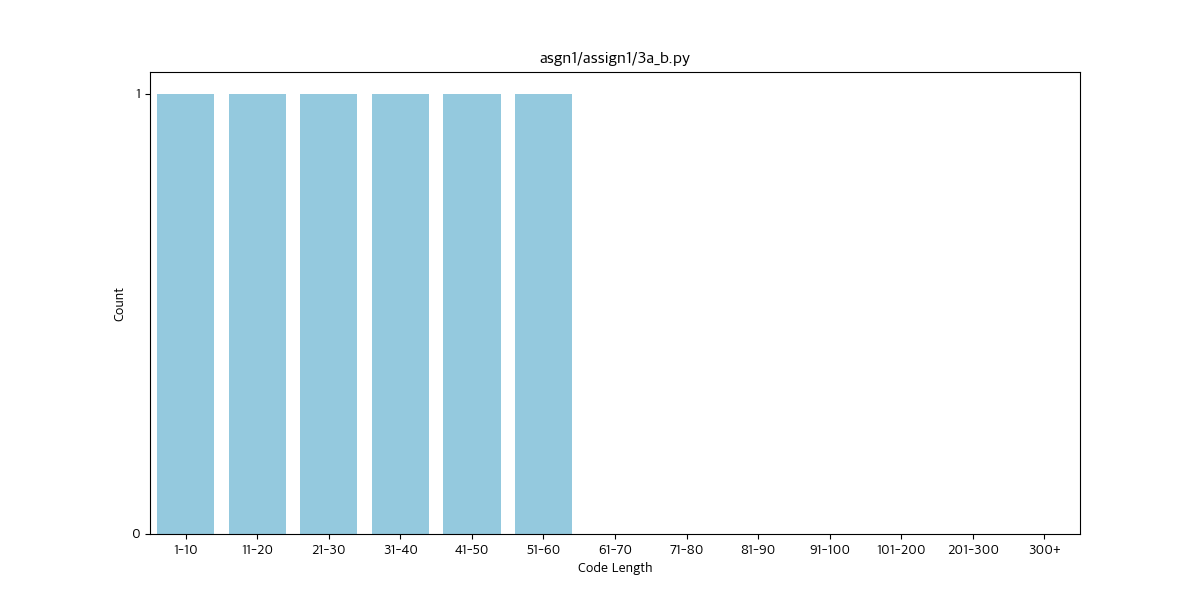 asgn1/assign1/3a_b.py
1
Count
0
1-10 11-20 21-30 31-40 41-50 51-60 61-70 71-80 81-90 91-100 101-200 201-300 300+
Code Length